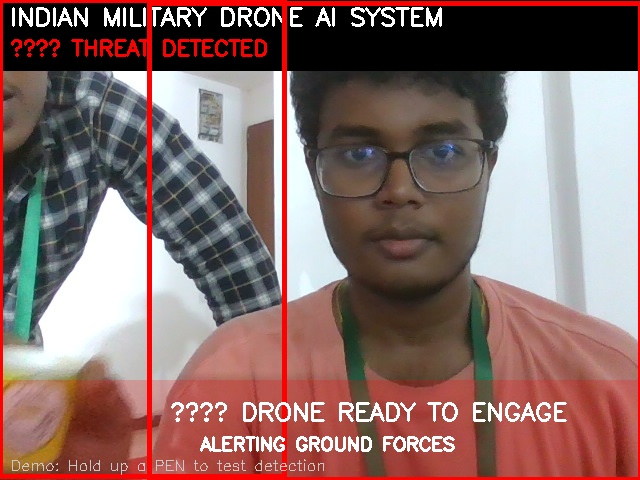 INDIAN MILITARY DRONE AI SYSTEM
???? THREAT DETECTED
???? DRONE READY TO ENGAGE
ALERTING GROUND FORCES
Demo: Hold up a PEN to test detection